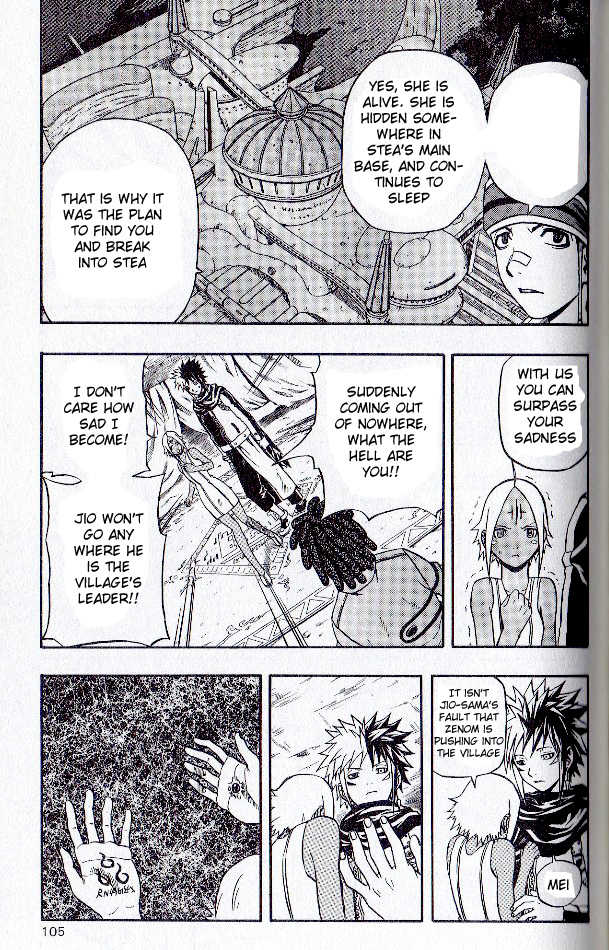 YES, SHE IS
ALIVE. SHE IS
HIDDEN SOME-
WHERE IN
STEA'S MAIN
BASE, AND CON-
TINUES TO
SLEEP
THAT IS WHY IT
WAS THE PLAN
TO FIND YOU
AND BREAK
INTO STEA
WITH US
YOU CAN
SURPASS
YOUR
SADNESS
SUDDENLY
COMING OUT
OF NOWHERE,
WHAT THE
HELL ARE
YOU!!
I DON'T
CARE HOW
SAD I
BECOME!
JIO WON'T
GO ANY
WHERE HE
IS THE
VILLAGE'S
LEADER!!
IT ISN'T
JIO-SAMA'S
FAULT THAT
ZENOM IS
PUSHING INTO
THE VILLAGE
MEI
105